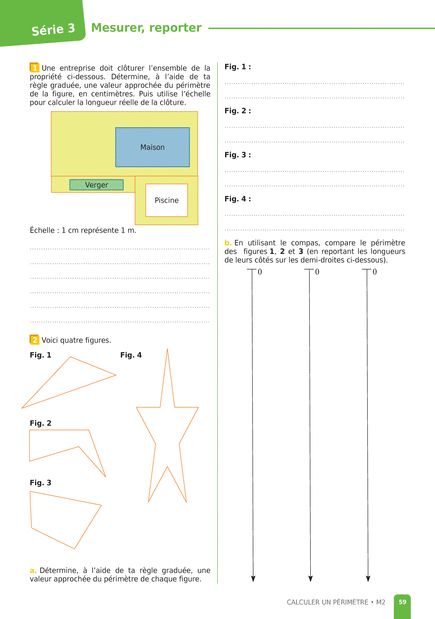 Série 3
Mesurer, reporter
1 Une entreprise doit clôturer l'ensemble de la
propriété ci-dessous. Détermine, à l'aide de ta
règle graduée, une valeur approchée du périmètre
de la figure, en centimètres. Puis utilise l'échelle
pour calculer la longueur réelle de la clôture.
Maison
Verger
Piscine
Échelle : 1 cm représente 1 m.
2 Voici quatre figures.
Fig. 1
Fig. 4
Fig. 2
Fig. 3
a. Détermine, à l'aide de ta règle graduée, une
valeur approchée du périmètre de chaque figure.
Fig. 1 :
Fig. 2 :
Fig. 3 :
Fig. 4 :
b. En utilisant le compas, compare le périmètre
des figures 1, 2 et 3 (en reportant les longueurs
de leurs côtés sur les demi-droites ci-dessous).
0
0
0
CALCULER UN PÉRIMÈTRE • M2
59